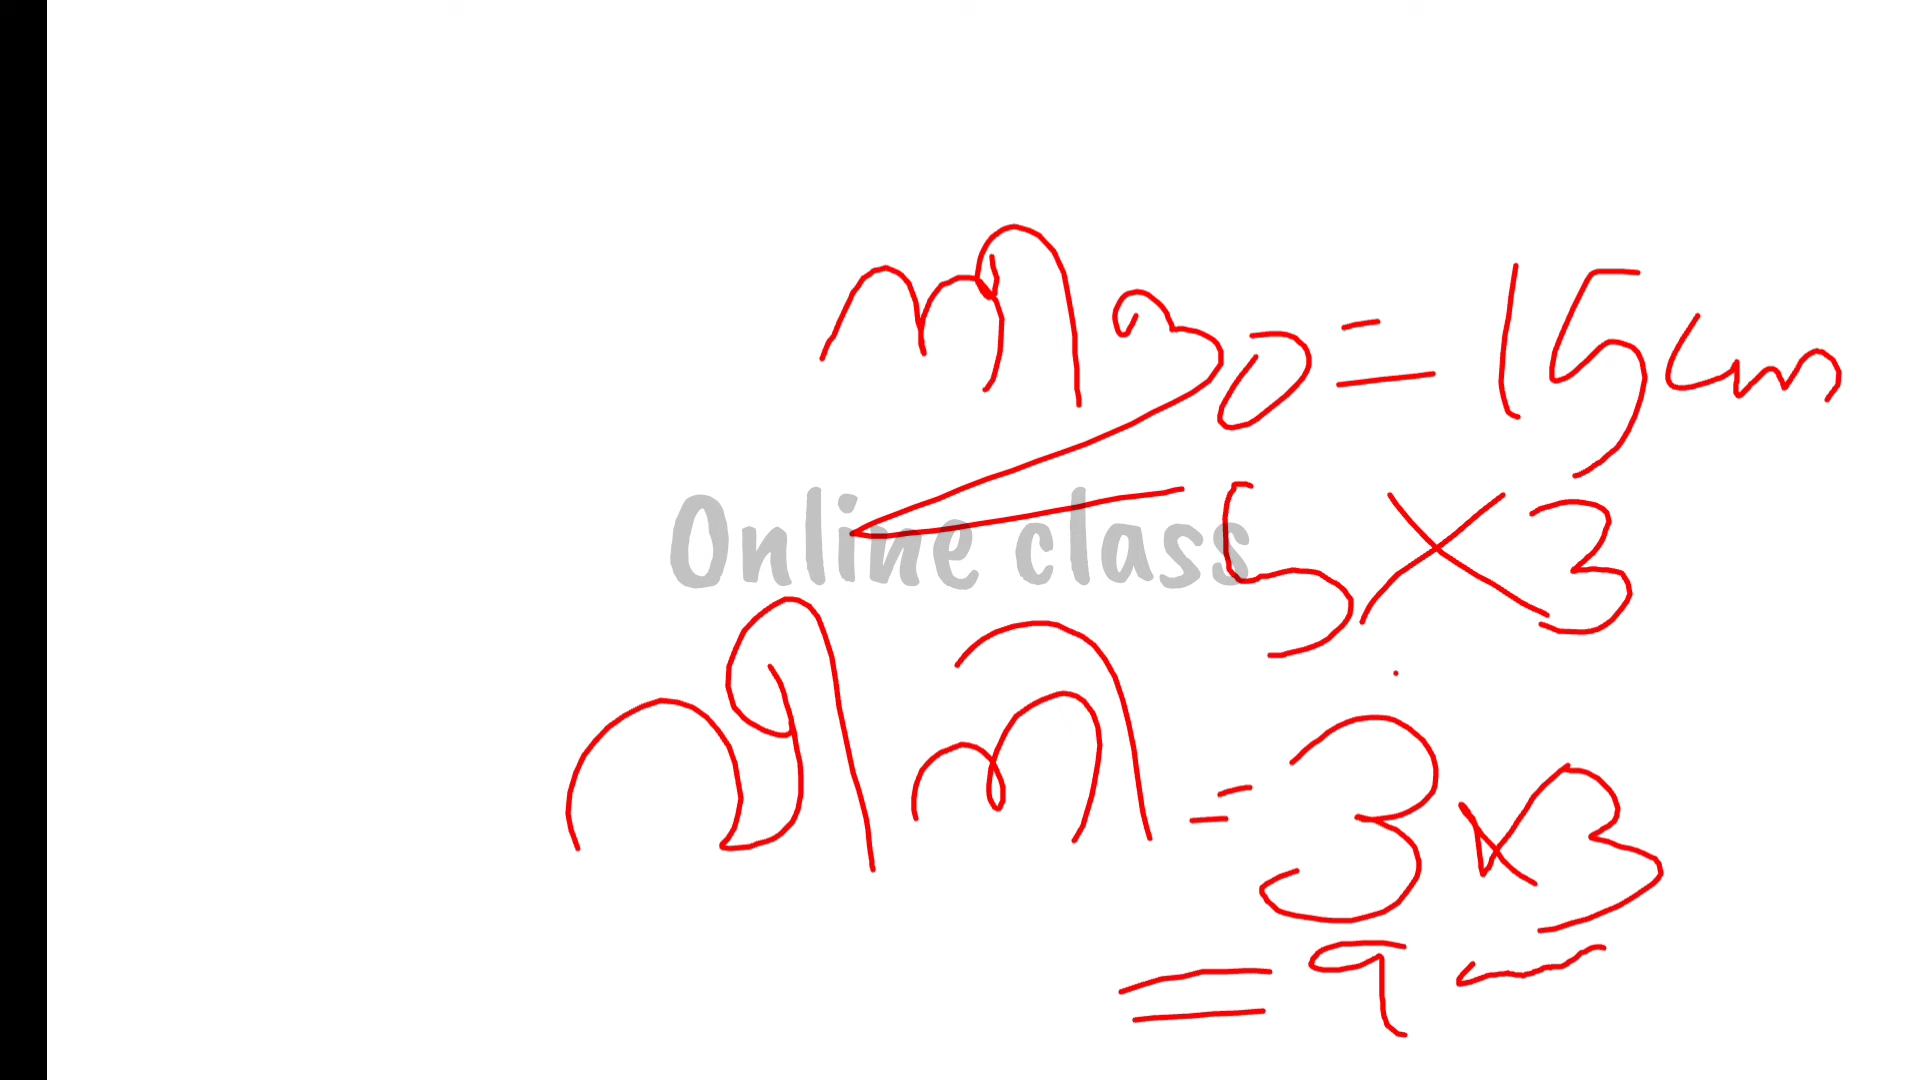 നീളം = 15cm
Online class
5 × 3
വീതി = 3 × 3
= 9